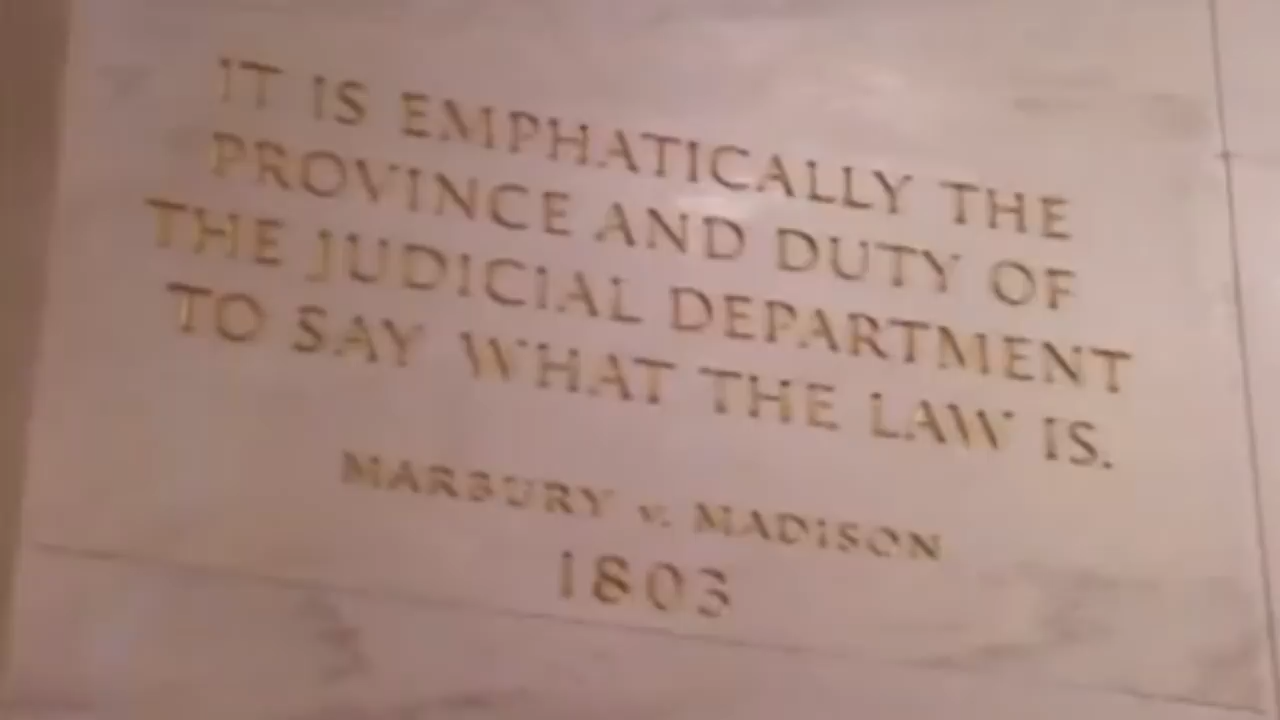 IT IS EMPHATICALLY THE
PROVINCE AND DUTY OF
THE JUDICIAL DEPARTMENT
TO SAY WHAT THE LAW IS.
MARBURY v. MADISON
1803